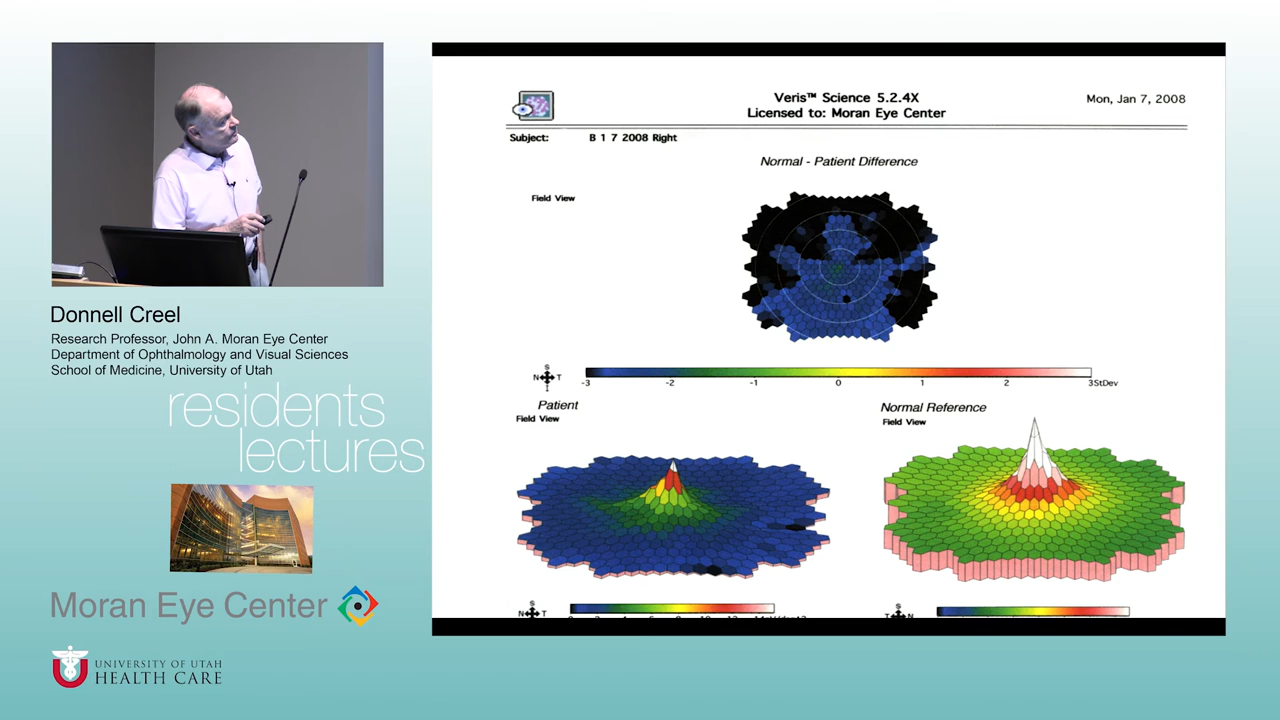 Donnell Creel
Research Professor, John A. Moran Eye Center
Department of Ophthalmology and Visual Sciences
School of Medicine, University of Utah
residents
lectures
Moran Eye Center
UNIVERSITY OF UTAH
HEALTH CARE
Veris™ Science 5.2.4X
Licensed to: Moran Eye Center
Mon, Jan 7, 2008
Subject: B 1 7 2008 Right
Normal - Patient Difference
Field View
S
N T
I
-3 -2 -1 0 1 2 3StDev
Patient
Field View
Normal Reference
Field View
S
N T
S
T N